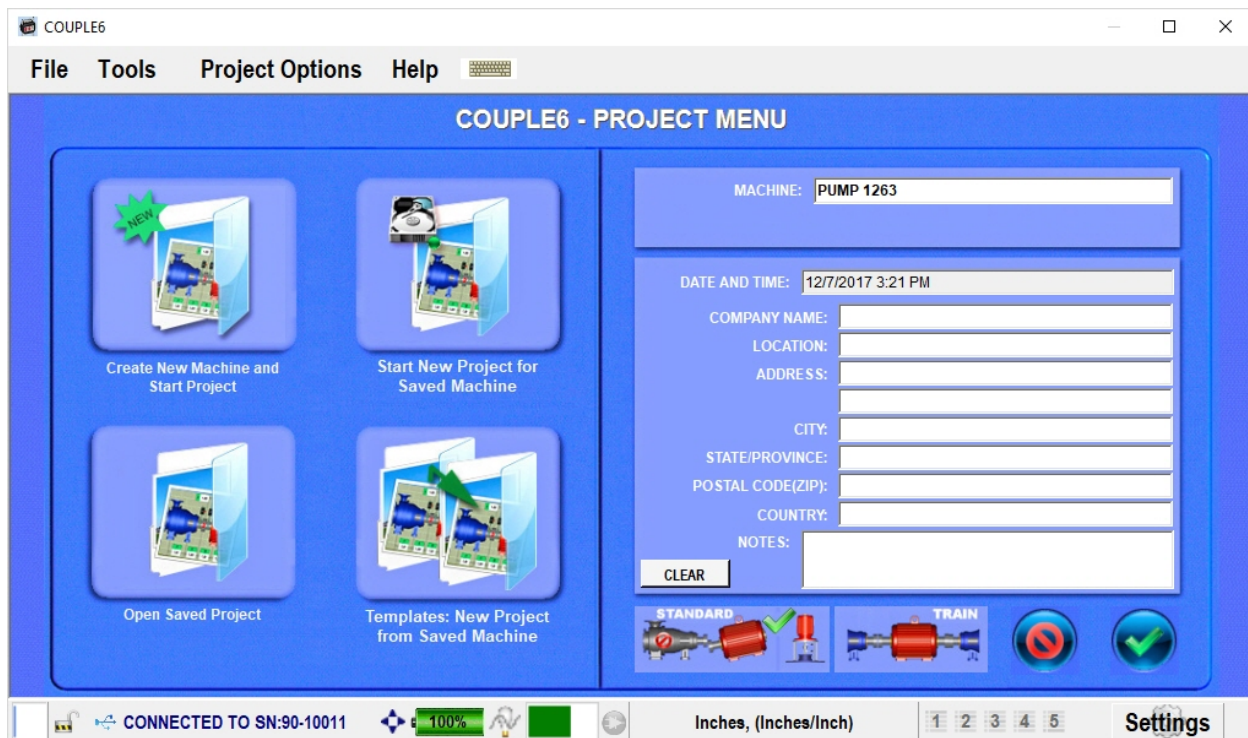 COUPLE6
File Tools Project Options Help
COUPLE6 - PROJECT MENU
NEW
Create New Machine and
Start Project
Start New Project for
Saved Machine
Open Saved Project
Templates: New Project
from Saved Machine
MACHINE: PUMP 1263
DATE AND TIME: 12/7/2017 3:21 PM
COMPANY NAME:
LOCATION:
ADDRESS:
CITY:
STATE/PROVINCE:
POSTAL CODE(ZIP):
COUNTRY:
NOTES:
CLEAR
STANDARD
TRAIN
CONNECTED TO SN:90-10011
100%
Inches, (Inches/Inch)
1 2 3 4 5
Settings